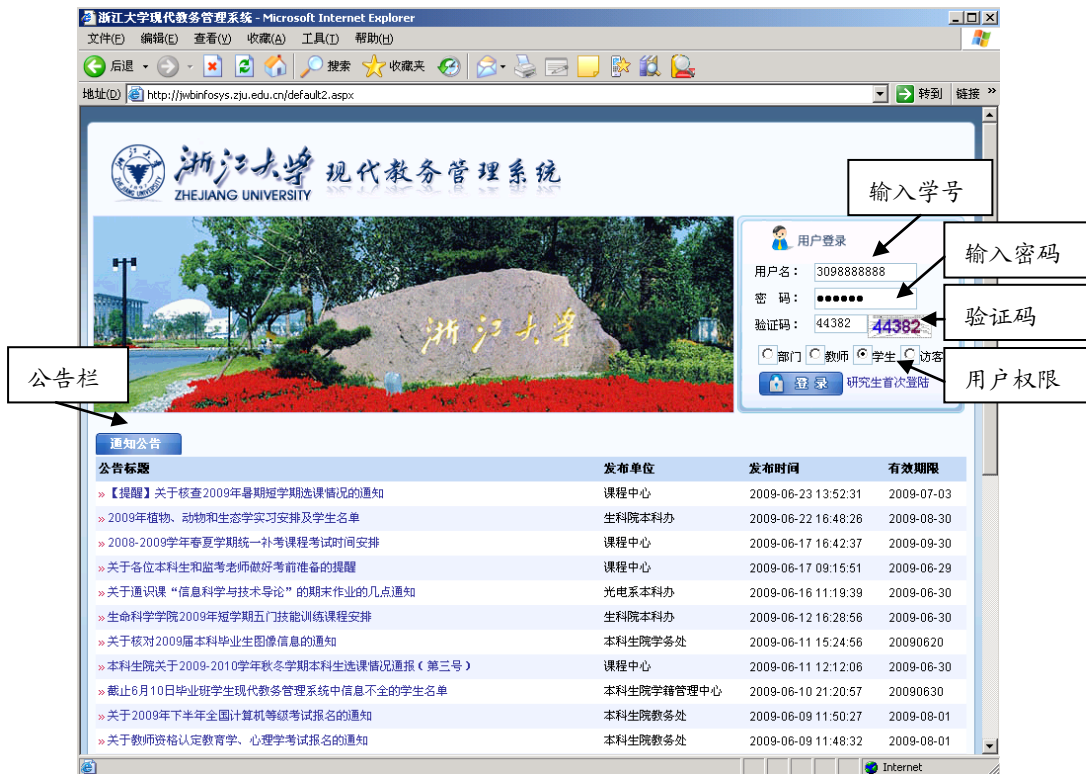 浙江大学现代教务管理系统 - Microsoft Internet Explorer
文件(F) 编辑(E) 查看(V) 收藏(A) 工具(T) 帮助(H)
后退 搜索 收藏夹
地址(D) http://jwbinfosys.zju.edu.cn/default2.aspx 转到 链接 »
浙江大学 现代教务管理系统
ZHEJIANG UNIVERSITY
输入学号
用户登录
输入密码
用户名： 3098888888
密 码： ●●●●●●
验证码
验证码： 44382 44382
部门 教师 学生 访客
用户权限
登 录 研究生首次登陆
浙江大学
公告栏
通知公告
公告标题 发布单位 发布时间 有效期限
»【提醒】关于核查2009年暑期短学期选课情况的通知 课程中心 2009-06-23 13:52:31 2009-07-03
»2009年植物、动物和生态学实习安排及学生名单 生科院本科办 2009-06-22 16:48:26 2009-08-30
»2008-2009学年春夏学期统一补考课程考试时间安排 课程中心 2009-06-17 16:42:37 2009-09-30
»关于各位本科生和监考老师做好考前准备的提醒 课程中心 2009-06-17 09:15:51 2009-06-29
»关于通识课“信息科学与技术导论”的期末作业的几点通知 光电系本科办 2009-06-16 11:19:39 2009-06-30
»生命科学学院2009年短学期五门技能训练课程安排 生科院本科办 2009-06-12 16:28:56 2009-06-30
»关于核对2009届本科毕业生图像信息的通知 本科生院学务处 2009-06-11 15:24:56 20090620
»本科生院关于2009-2010学年秋冬学期本科生选课情况通报（第三号） 课程中心 2009-06-11 12:12:06 2009-06-30
»截止6月10日毕业班学生现代教务管理系统中信息不全的学生名单 本科生院学籍管理中心 2009-06-10 21:20:57 20090630
»关于2009年下半年全国计算机等级考试报名的通知 本科生院教务处 2009-06-09 11:50:27 2009-08-01
»关于教师资格认定教育学、心理学考试报名的通知 本科生院教务处 2009-06-09 11:48:32 2009-08-01
Internet